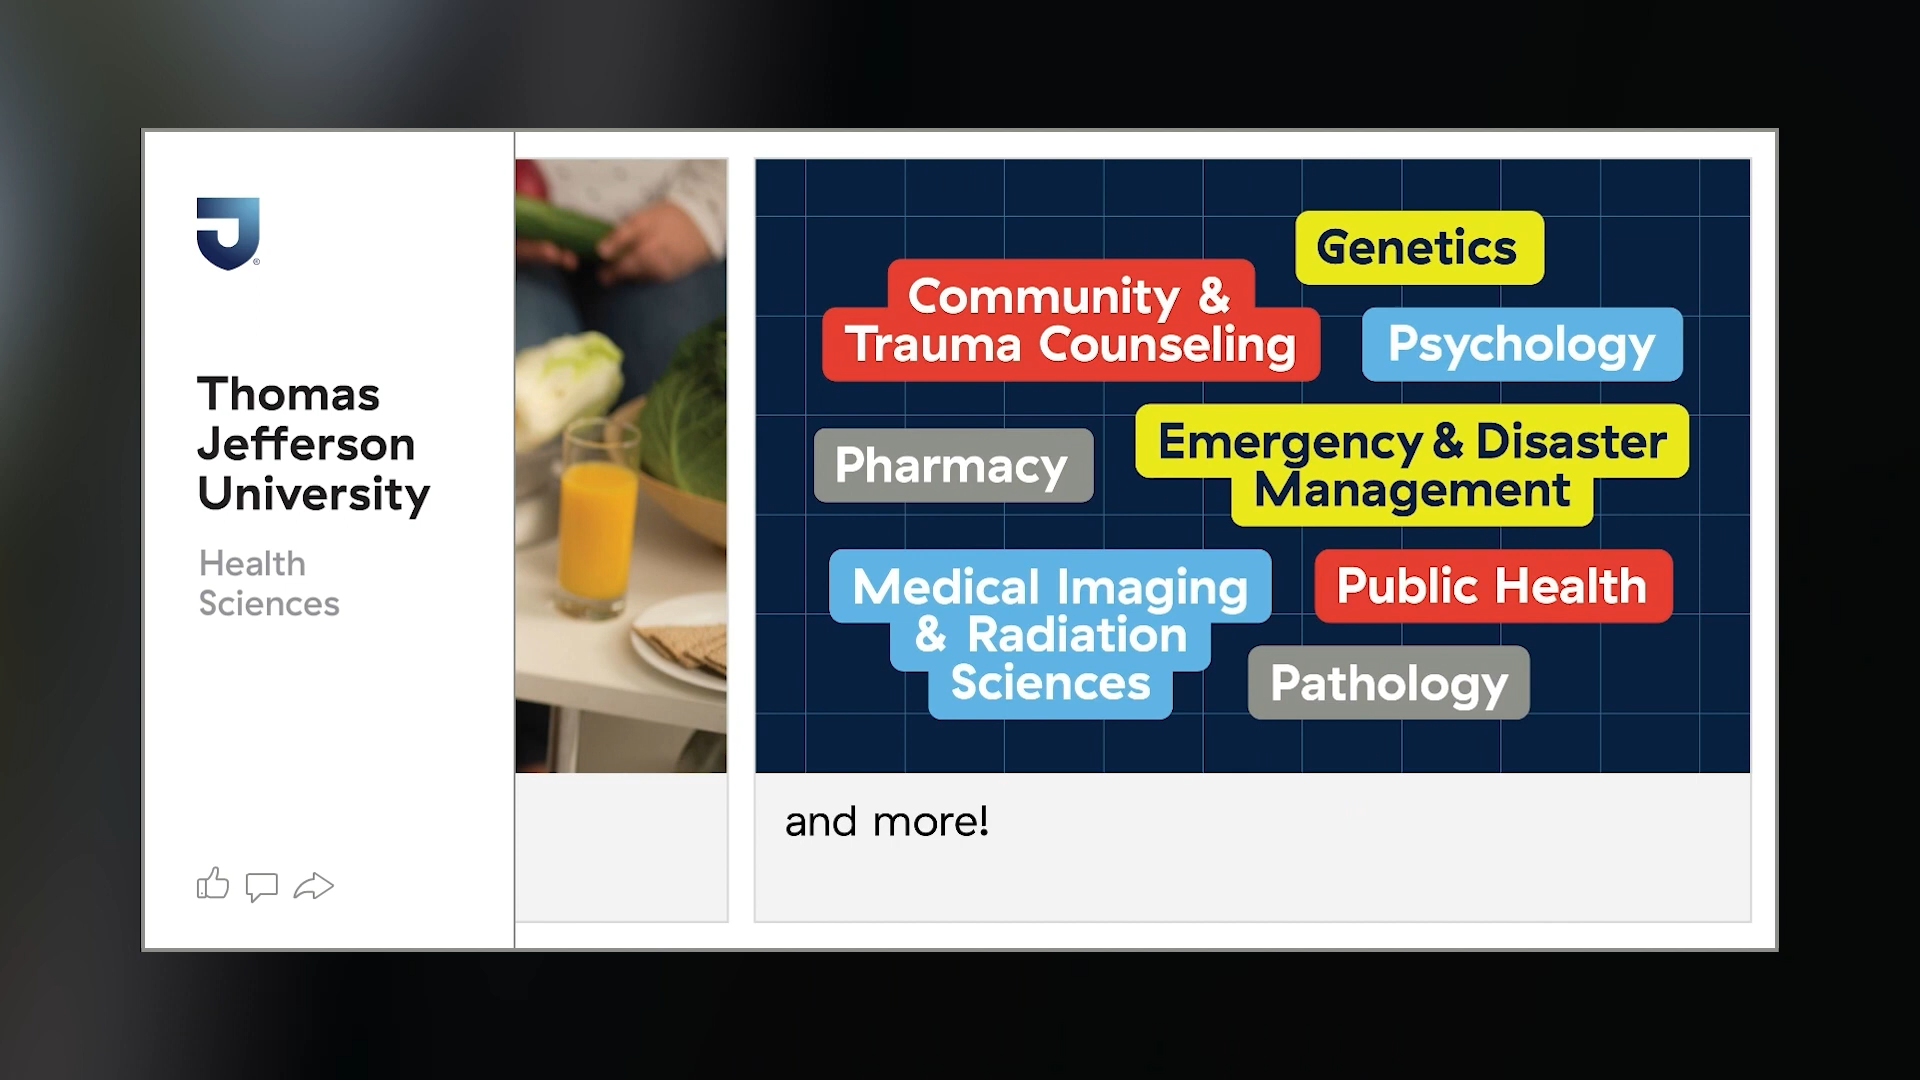 Thomas
Jefferson
University
Health
Sciences
Genetics
Community &
Trauma Counseling
Psychology
Pharmacy
Emergency & Disaster
Management
Medical Imaging
& Radiation
Sciences
Public Health
Pathology
and more!